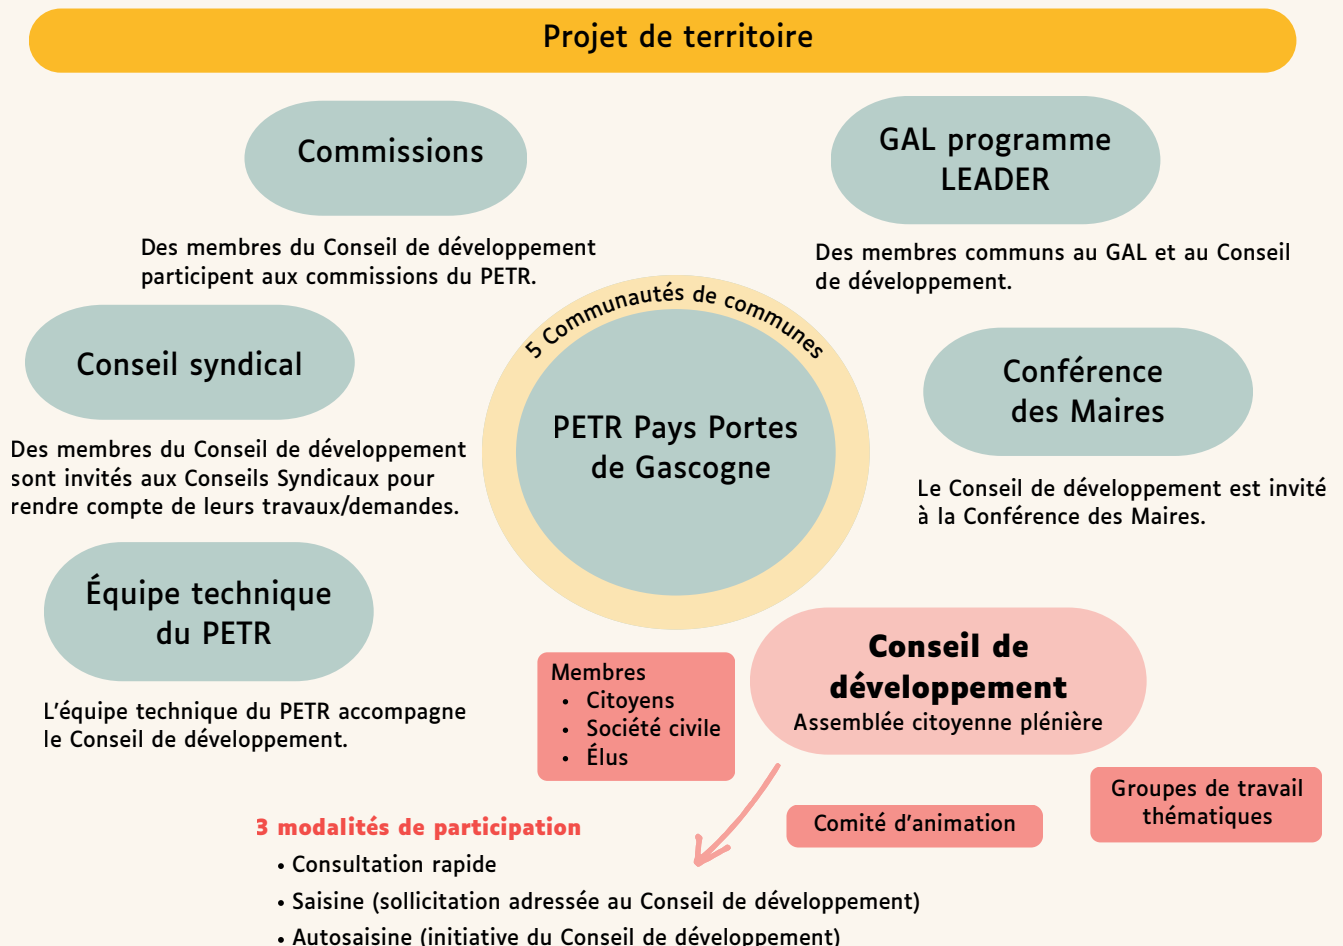 Projet de territoire
Commissions
Des membres du Conseil de développement
participent aux commissions du PETR.
GAL programme
LEADER
Des membres communs au GAL et au Conseil
de développement.
Conseil syndical
Des membres du Conseil de développement
sont invités aux Conseils Syndicaux pour
rendre compte de leurs travaux/demandes.
5 Communautés de communes
PETR Pays Portes
de Gascogne
Conférence
des Maires
Le Conseil de développement est invité
à la Conférence des Maires.
Équipe technique
du PETR
L'équipe technique du PETR accompagne
le Conseil de développement.
Membres
• Citoyens
• Société civile
• Élus
Conseil de
développement
Assemblée citoyenne plénière
Groupes de travail
thématiques
Comité d'animation
3 modalités de participation
• Consultation rapide
• Saisine (sollicitation adressée au Conseil de développement)
• Autosaisine (initiative du Conseil de développement)